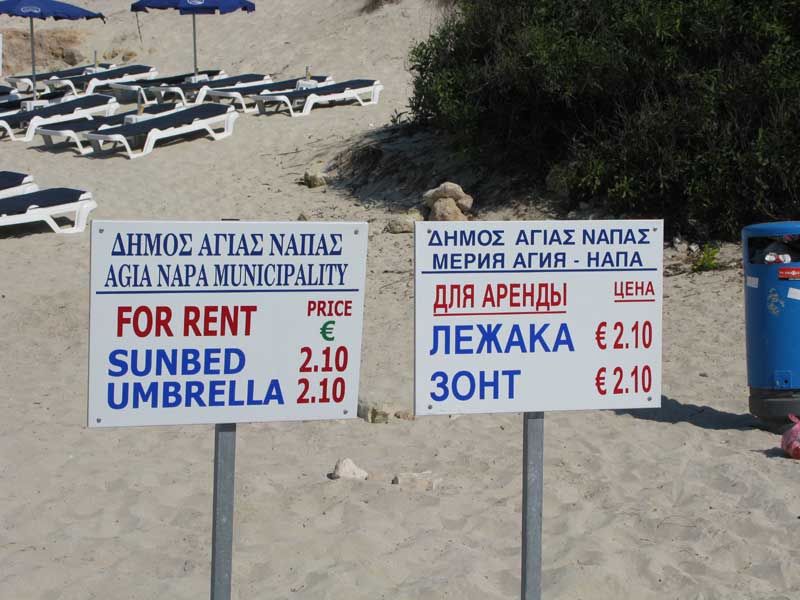 ΔΗΜΟΣ ΑΓΙΑΣ ΝΑΠΑΣ
AGIA NAPA MUNICIPALITY
FOR RENT PRICE
€
SUNBED 2.10
UMBRELLA 2.10
ΔΗΜΟΣ ΑΓΙΑΣ ΝΑΠΑΣ
МЕРИЯ АГИЯ - НАПА
ДЛЯ АРЕНДЫ ЦЕНА
ЛЕЖАКА € 2.10
ЗОНТ € 2.10